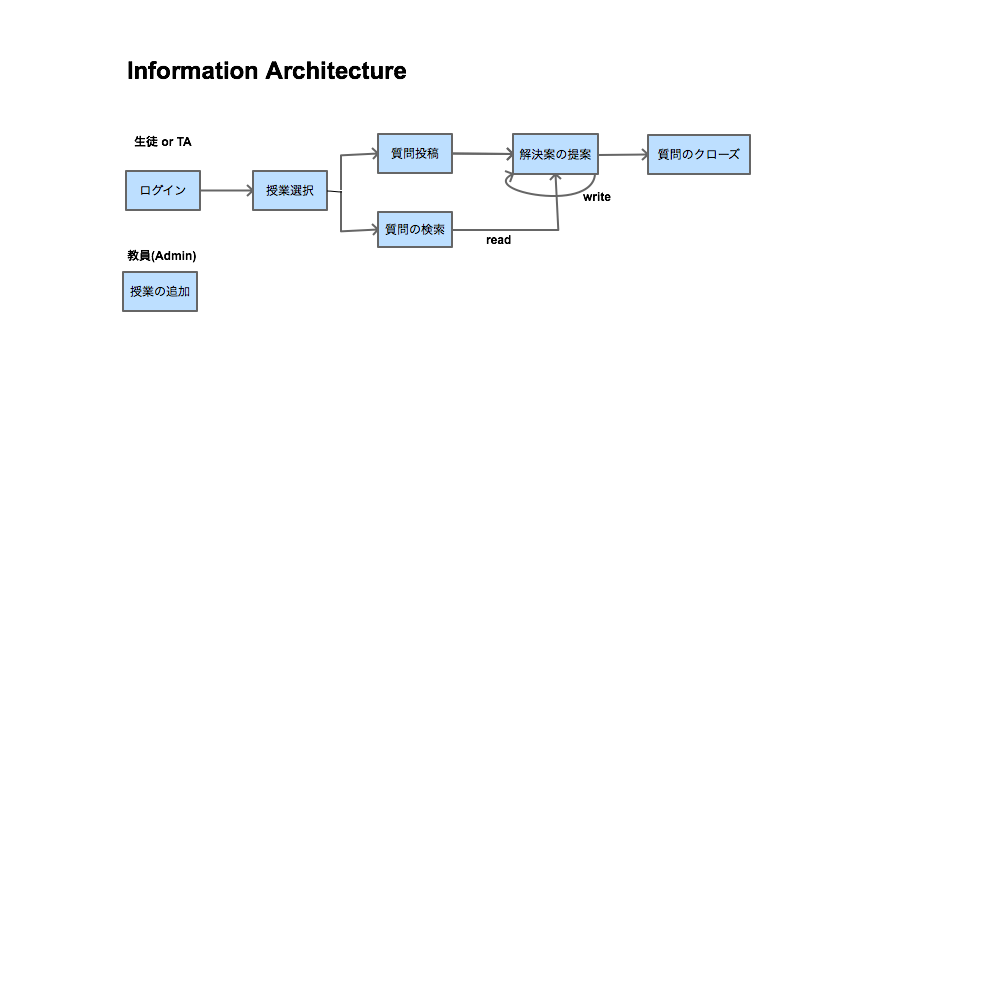 Information Architecture
生徒 or TA
ログイン
授業選択
質問投稿
解決案の提案
質問のクローズ
write
質問の検索
read
教員(Admin)
授業の追加